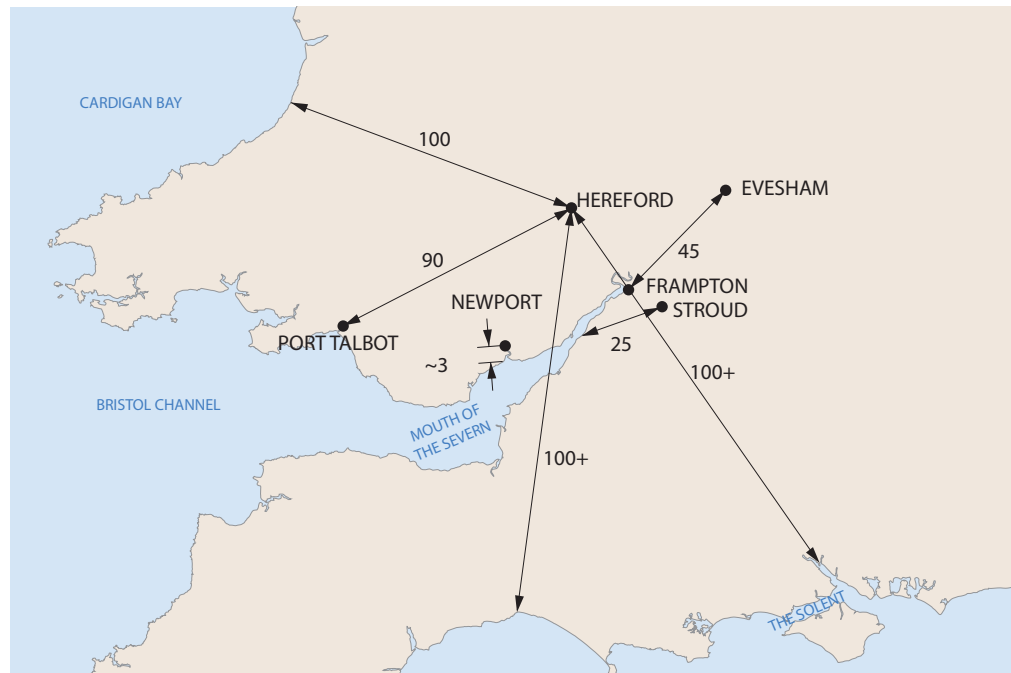 CARDIGAN BAY
100
HEREFORD
EVESHAM
45
90
FRAMPTON
NEWPORT
STROUD
PORT TALBOT
25
~3
100+
BRISTOL CHANNEL
MOUTH OF
THE SEVERN
100+
THE SOLENT